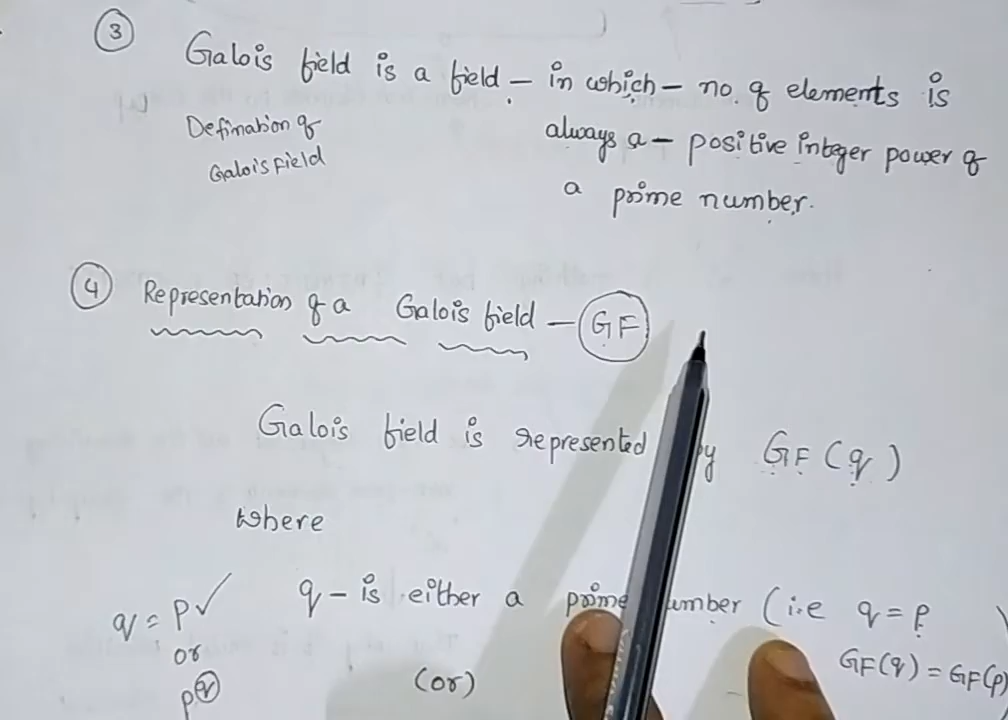 ③ Galois field is a field – in which – no. of elements is
Defination of
Galois Field
always a – positive integer power of
a prime number.
④ Representation of a Galois field – GF
Galois field is represented by GF(q)
where
q – is either a prime number (i.e q = p
q = p ✓
or
p^q
GF(q) = GF(p)
(or)